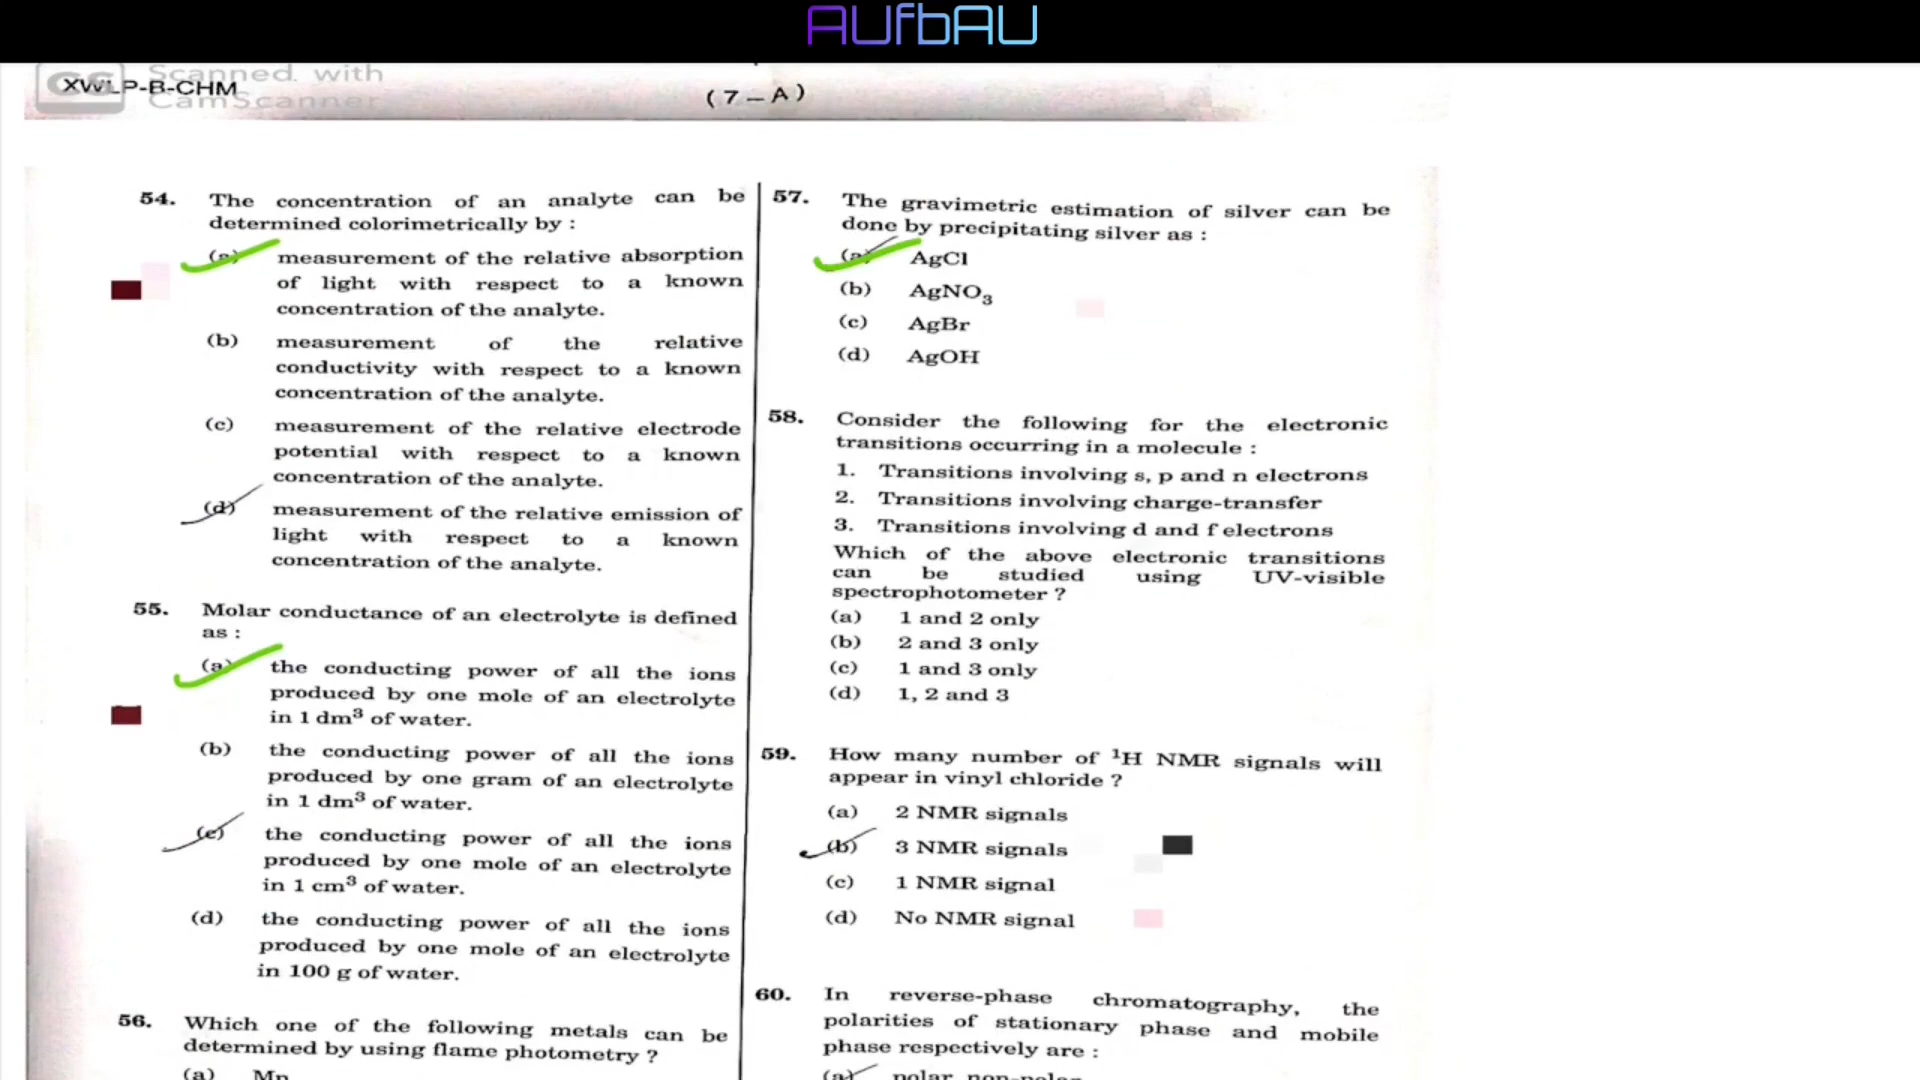 AUFBAU
Scanned with
CamScanner
XWLP-B-CHM
(7 – A)
54. The concentration of an analyte can be
determined colorimetrically by :
(a) measurement of the relative absorption
of light with respect to a known
concentration of the analyte.
(b) measurement of the relative
conductivity with respect to a known
concentration of the analyte.
(c) measurement of the relative electrode
potential with respect to a known
concentration of the analyte.
(d) measurement of the relative emission of
light with respect to a known
concentration of the analyte.
55. Molar conductance of an electrolyte is defined
as :
(a) the conducting power of all the ions
produced by one mole of an electrolyte
in 1 dm³ of water.
(b) the conducting power of all the ions
produced by one gram of an electrolyte
in 1 dm³ of water.
(c) the conducting power of all the ions
produced by one mole of an electrolyte
in 1 cm³ of water.
(d) the conducting power of all the ions
produced by one mole of an electrolyte
in 100 g of water.
56. Which one of the following metals can be
determined by using flame photometry ?
(a) Mn
57. The gravimetric estimation of silver can be
done by precipitating silver as :
(a) AgCl
(b) AgNO₃
(c) AgBr
(d) AgOH
58. Consider the following for the electronic
transitions occurring in a molecule :
1. Transitions involving s, p and n electrons
2. Transitions involving charge-transfer
3. Transitions involving d and f electrons
Which of the above electronic transitions
can be studied using UV-visible
spectrophotometer ?
(a) 1 and 2 only
(b) 2 and 3 only
(c) 1 and 3 only
(d) 1, 2 and 3
59. How many number of ¹H NMR signals will
appear in vinyl chloride ?
(a) 2 NMR signals
(b) 3 NMR signals
(c) 1 NMR signal
(d) No NMR signal
60. In reverse-phase chromatography, the
polarities of stationary phase and mobile
phase respectively are :
(a) polar, non-polar